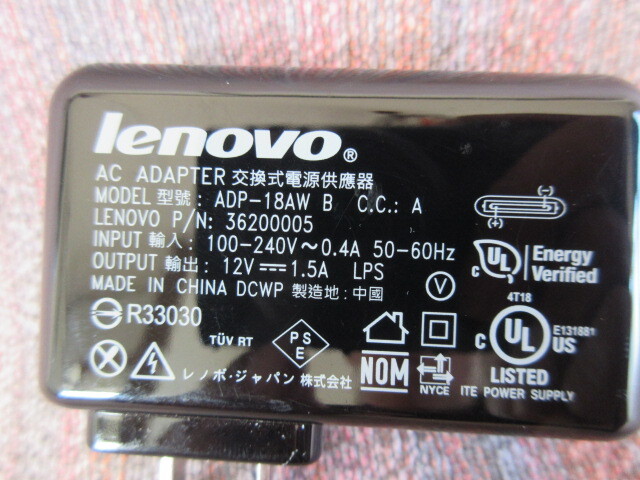 lenovo®
AC ADAPTER 交換式電源供應器
MODEL 型號: ADP-18AW B C.C.: A
LENOVO P/N: 36200005
INPUT 輸入: 100-240V～0.4A 50-60Hz
OUTPUT 輸出: 12V⎓1.5A LPS
MADE IN CHINA DCWP 製造地:中國
(-)
(+)
c UL Energy Verified
4T18
V
R33030
TÜV RT
PS
E
レノボ・ジャパン 株式会社
NOM
NYCE
c UL US
E131881
LISTED
ITE POWER SUPPLY